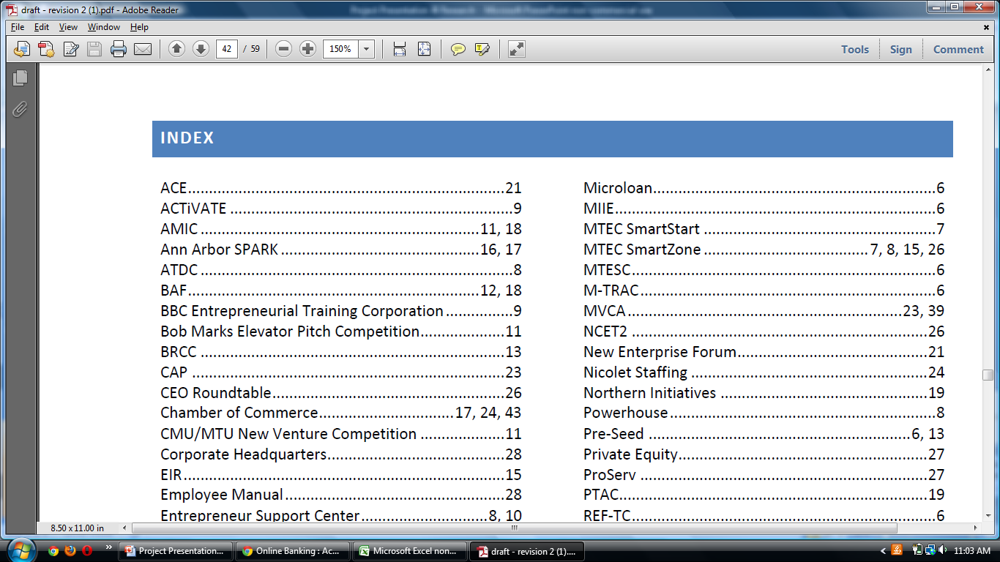 draft - revision 2 (1).pdf - Adobe Reader
File Edit View Window Help
42 / 59 150% Tools Sign Comment
INDEX
ACE.....21
ACTiVATE.....9
AMIC.....11, 18
Ann Arbor SPARK.....16, 17
ATDC.....8
BAF.....12, 18
BBC Entrepreneurial Training Corporation.....9
Bob Marks Elevator Pitch Competition.....11
BRCC.....13
CAP.....23
CEO Roundtable.....26
Chamber of Commerce.....17, 24, 43
CMU/MTU New Venture Competition.....11
Corporate Headquarters.....28
EIR.....15
Employee Manual.....28
Entrepreneur Support Center.....8, 10
Microloan.....6
MIIE.....6
MTEC SmartStart.....7
MTEC SmartZone.....7, 8, 15, 26
MTESC.....6
M-TRAC.....6
MVCA.....23, 39
NCET2.....26
New Enterprise Forum.....21
Nicolet Staffing.....24
Northern Initiatives.....19
Powerhouse.....8
Pre-Seed.....6, 13
Private Equity.....27
ProServ.....27
PTAC.....19
REF-TC.....6
8.50 x 11.00 in
Project Presentation... Online Banking : Ac... Microsoft Excel non... draft - revision 2 (1).... 11:03 AM